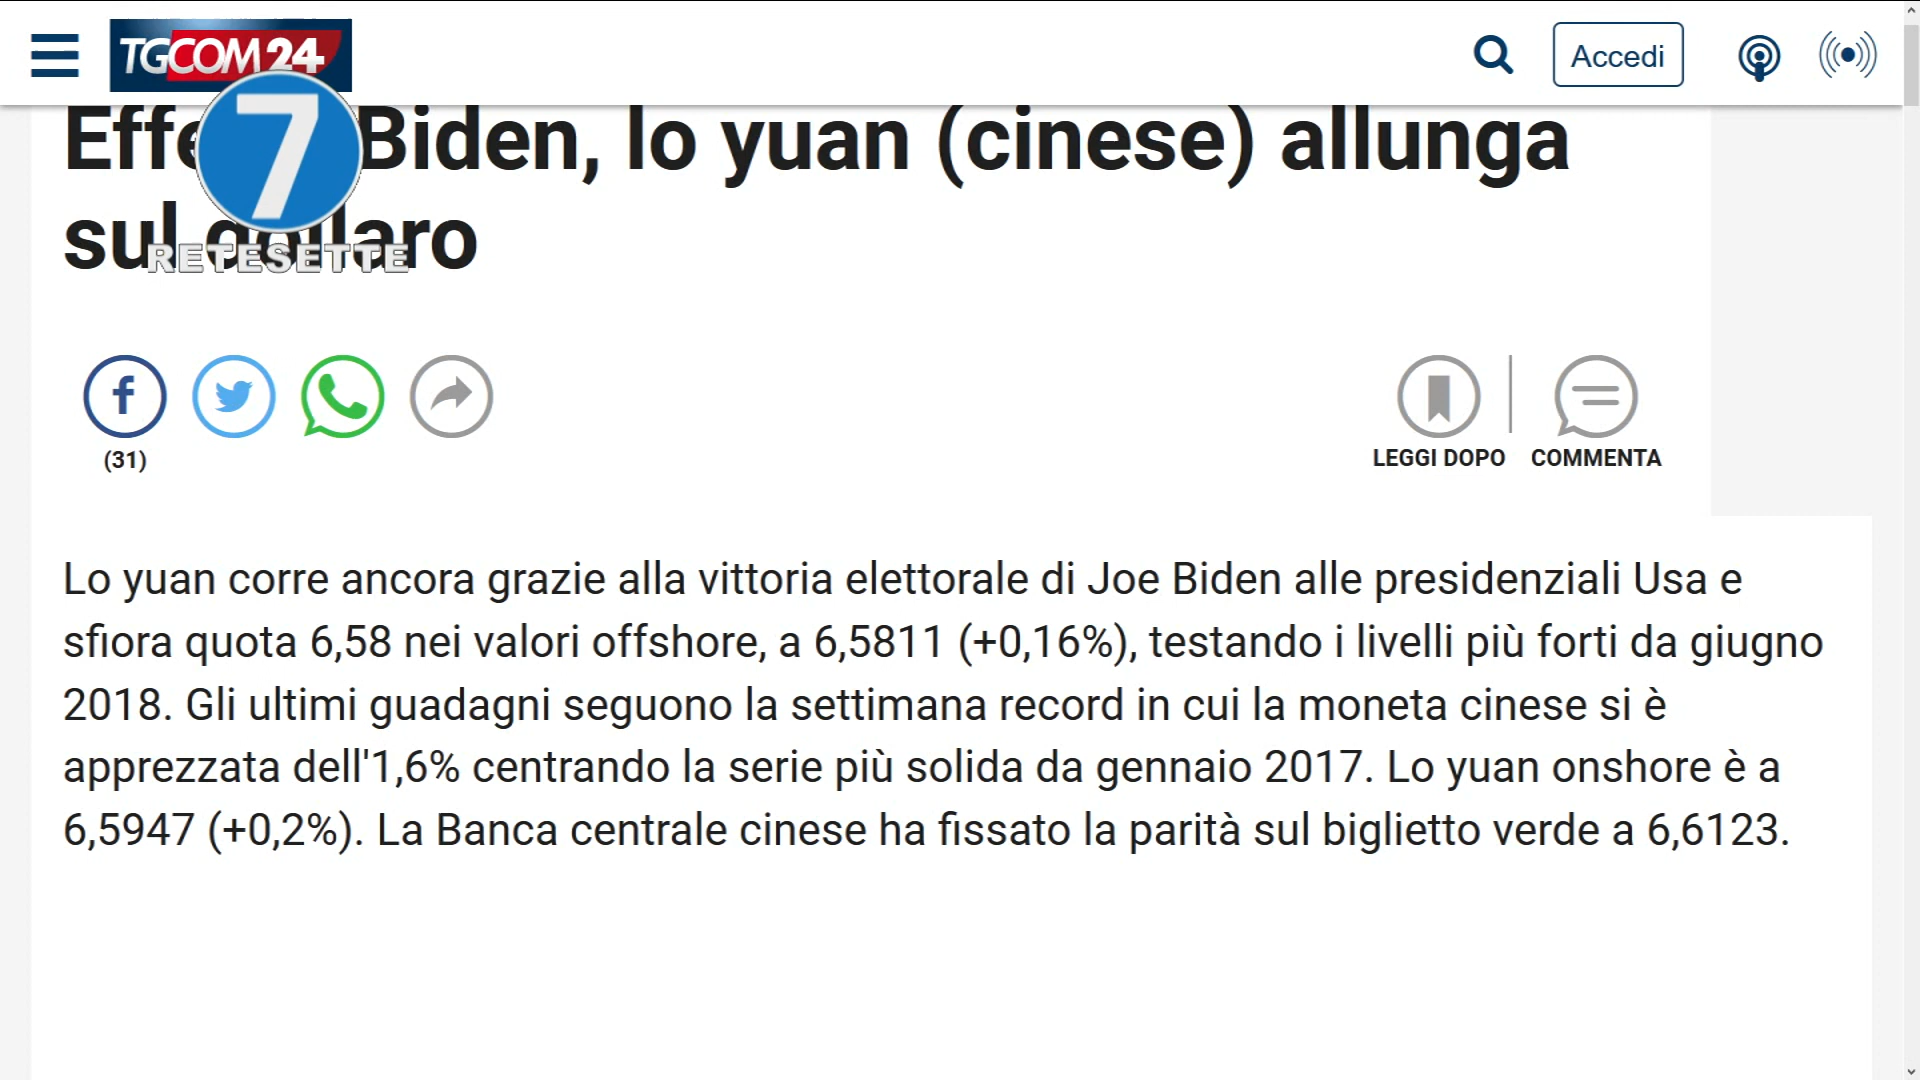 TGCOM24
Accedi
7
RETESETTE
Biden, lo yuan (cinese) allunga
sul dollaro
(31)
LEGGI DOPO
COMMENTA
Lo yuan corre ancora grazie alla vittoria elettorale di Joe Biden alle presidenziali Usa e
sfiora quota 6,58 nei valori offshore, a 6,5811 (+0,16%), testando i livelli più forti da giugno
2018. Gli ultimi guadagni seguono la settimana record in cui la moneta cinese si è
apprezzata dell'1,6% centrando la serie più solida da gennaio 2017. Lo yuan onshore è a
6,5947 (+0,2%). La Banca centrale cinese ha fissato la parità sul biglietto verde a 6,6123.